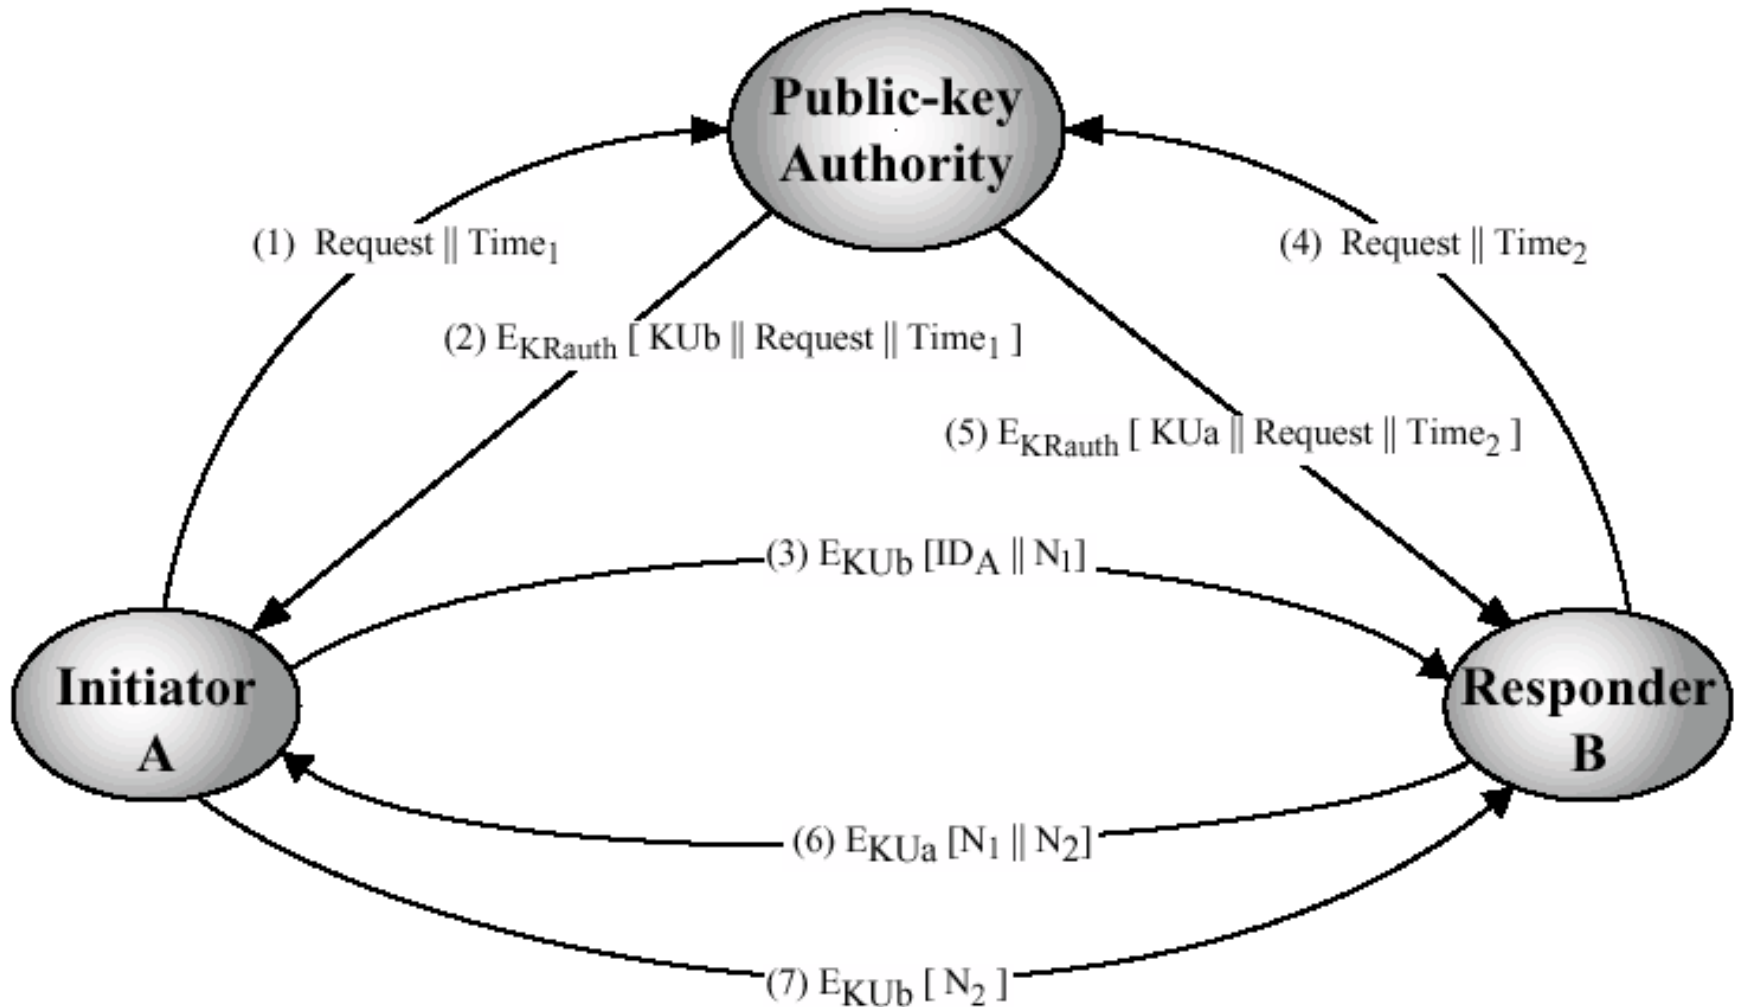 Public-key
Authority
(1) Request || Time1
(4) Request || Time2
(2) EKRauth [ KUb || Request || Time1 ]
(5) EKRauth [ KUa || Request || Time2 ]
(3) EKUb [IDA || N1]
Initiator
A
Responder
B
(6) EKUa [N1 || N2]
(7) EKUb [ N2 ]